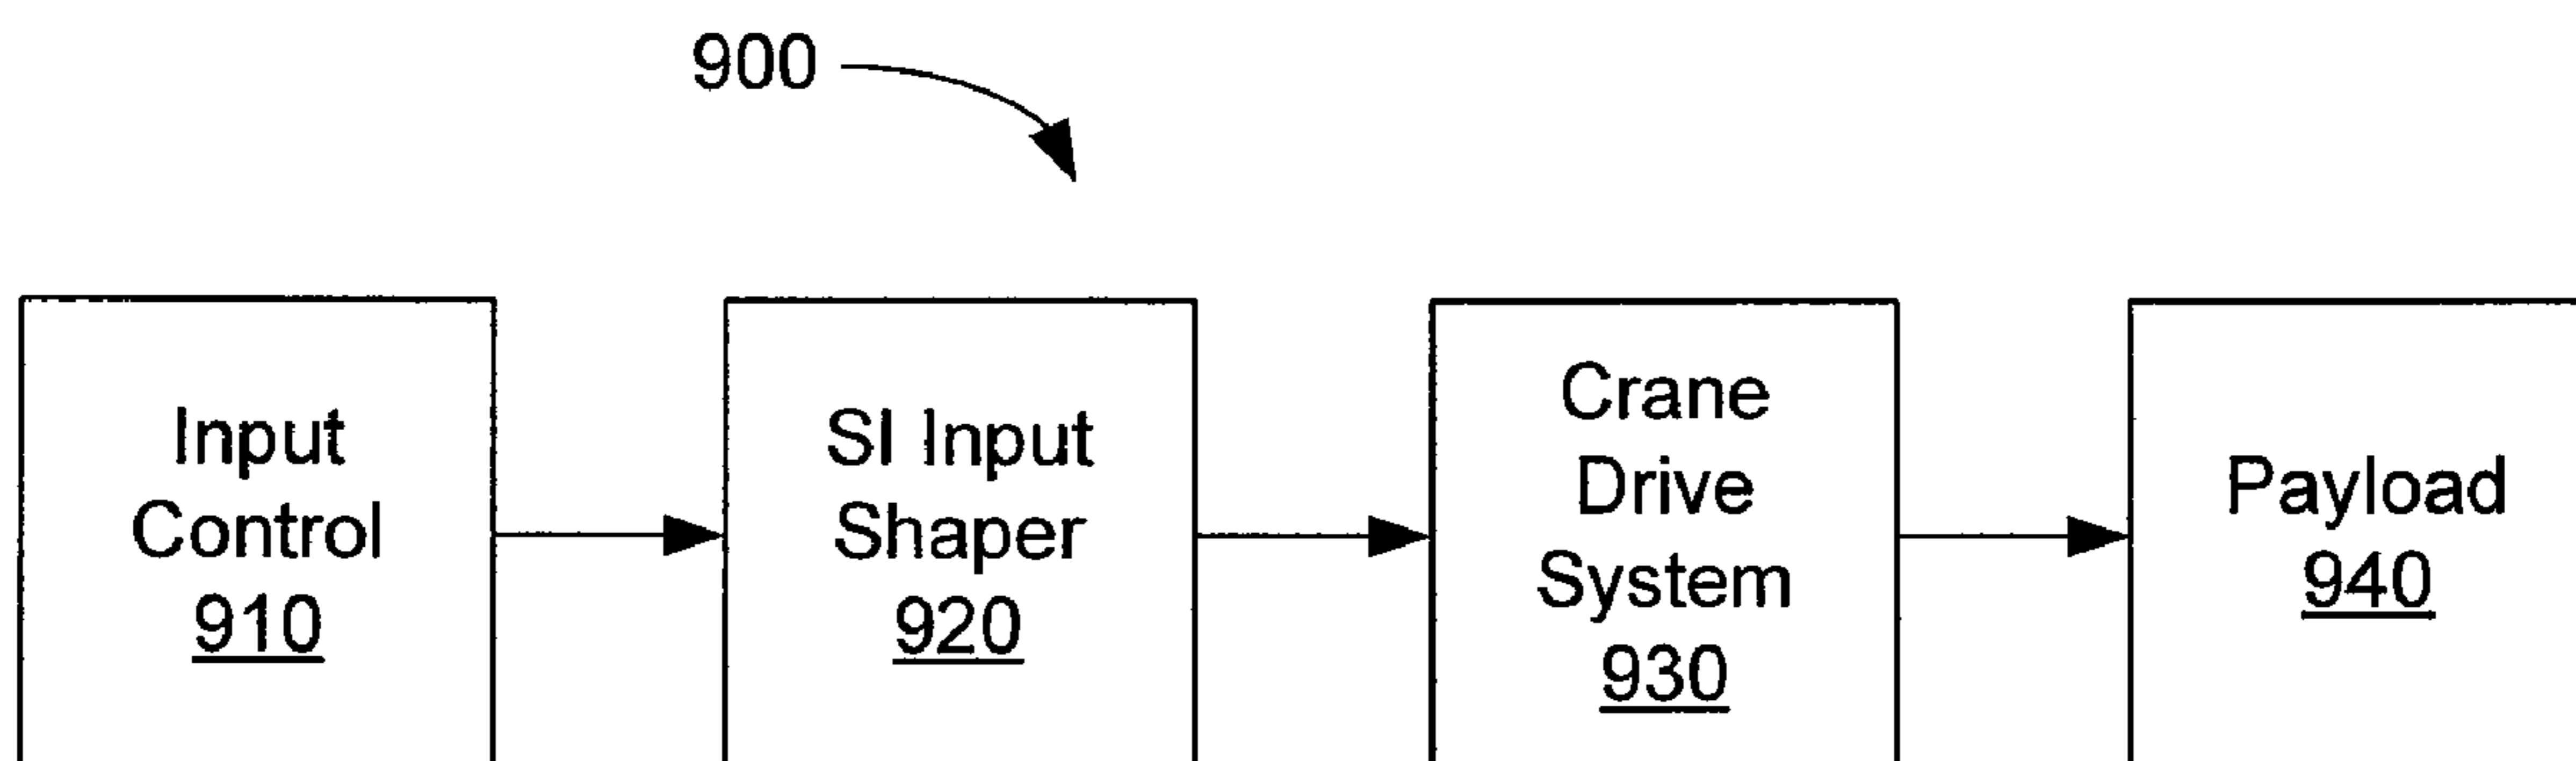 900
Input
Control
910
SI Input
Shaper
920
Crane
Drive
System
930
Payload
940